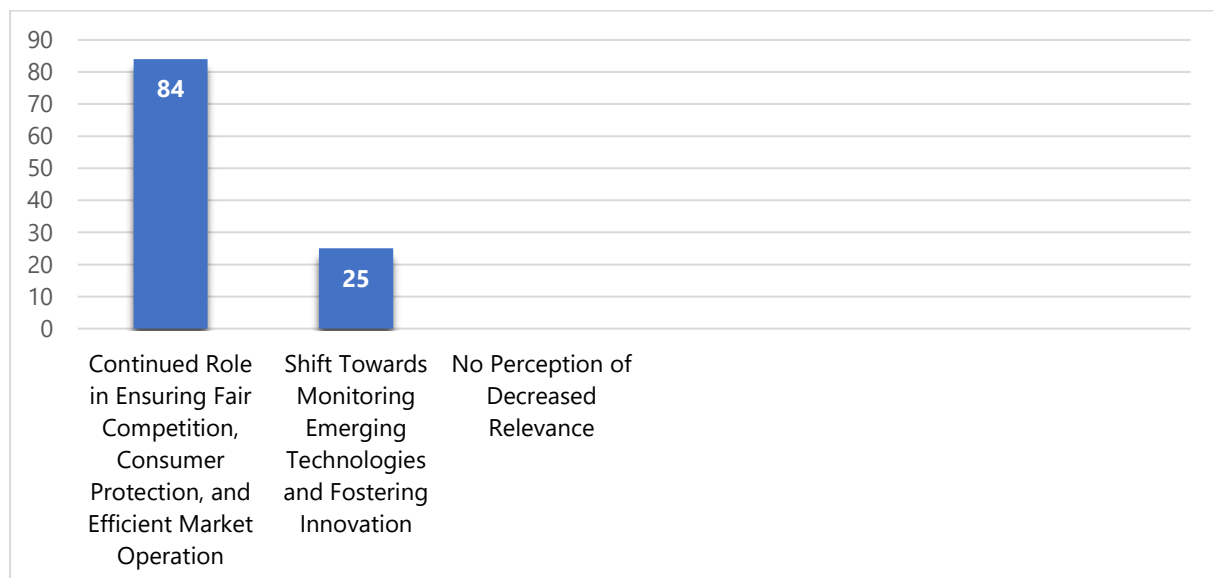 90
80
70
60
50
40
30
20
10
0
84
25
Continued Role
in Ensuring Fair
Competition,
Consumer
Protection, and
Efficient Market
Operation
Shift Towards
Monitoring
Emerging
Technologies
and Fostering
Innovation
No Perception of
Decreased
Relevance